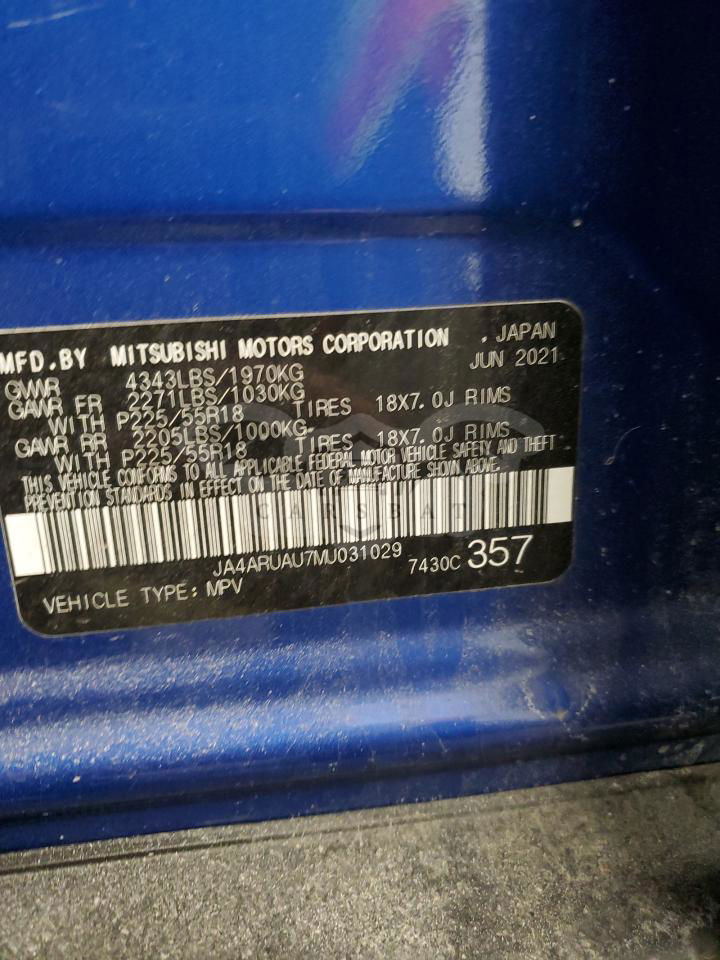 MFD.BY MITSUBISHI MOTORS CORPORATION , JAPAN
JUN 2021
GVWR 4343LBS/1970KG
GAWR FR 2271LBS/1030KG
WITH P225/55R18 TIRES 18X7.0J RIMS
GAWR RR 2205LBS/1000KG
WITH P225/55R18 TIRES 18X7.0J RIMS
THIS VEHICLE CONFORMS TO ALL APPLICABLE FEDERAL MOTOR VEHICLE SAFETY AND THEFT
PREVENTION STANDARDS IN EFFECT ON THE DATE OF MANUFACTURE SHOWN ABOVE.
CARSBAT
JA4ARUAU7MU031029
7430C 357
VEHICLE TYPE: MPV